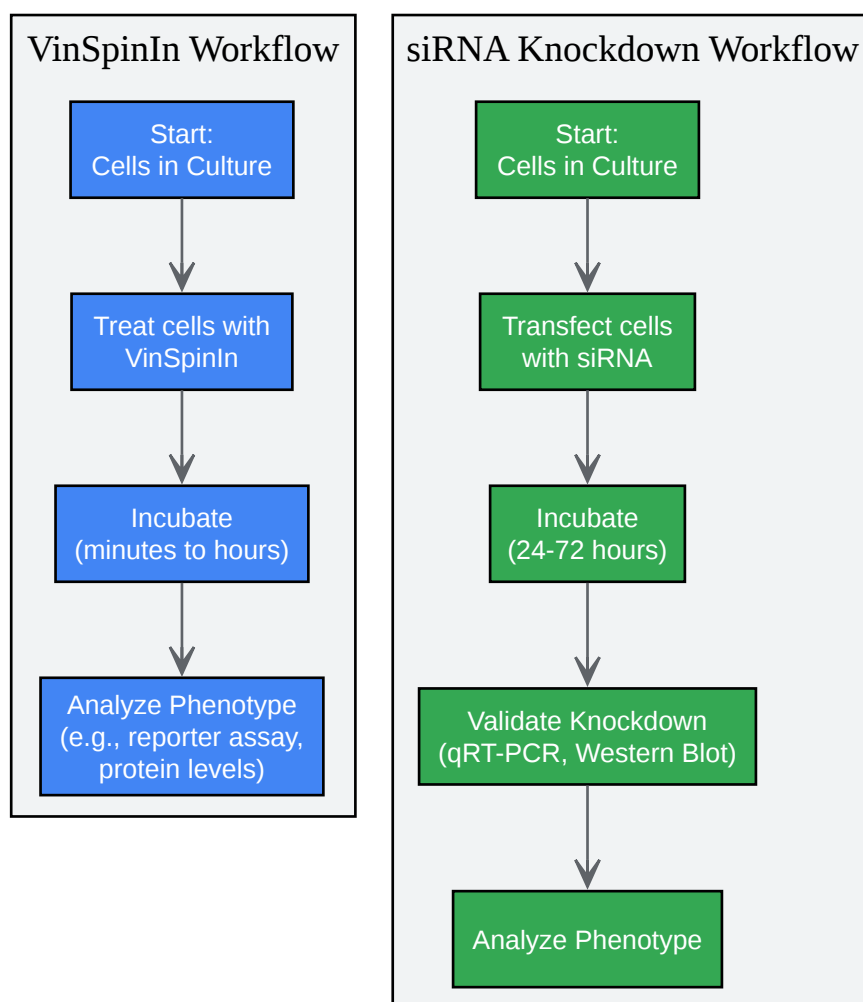 VinSpinIn Workflow
Start:
Cells in Culture
Treat cells with
VinSpinIn
Incubate
(minutes to hours)
Analyze Phenotype
(e.g., reporter assay,
protein levels)
siRNA Knockdown Workflow
Start:
Cells in Culture
Transfect cells
with siRNA
Incubate
(24-72 hours)
Validate Knockdown
(qRT-PCR, Western Blot)
Analyze Phenotype